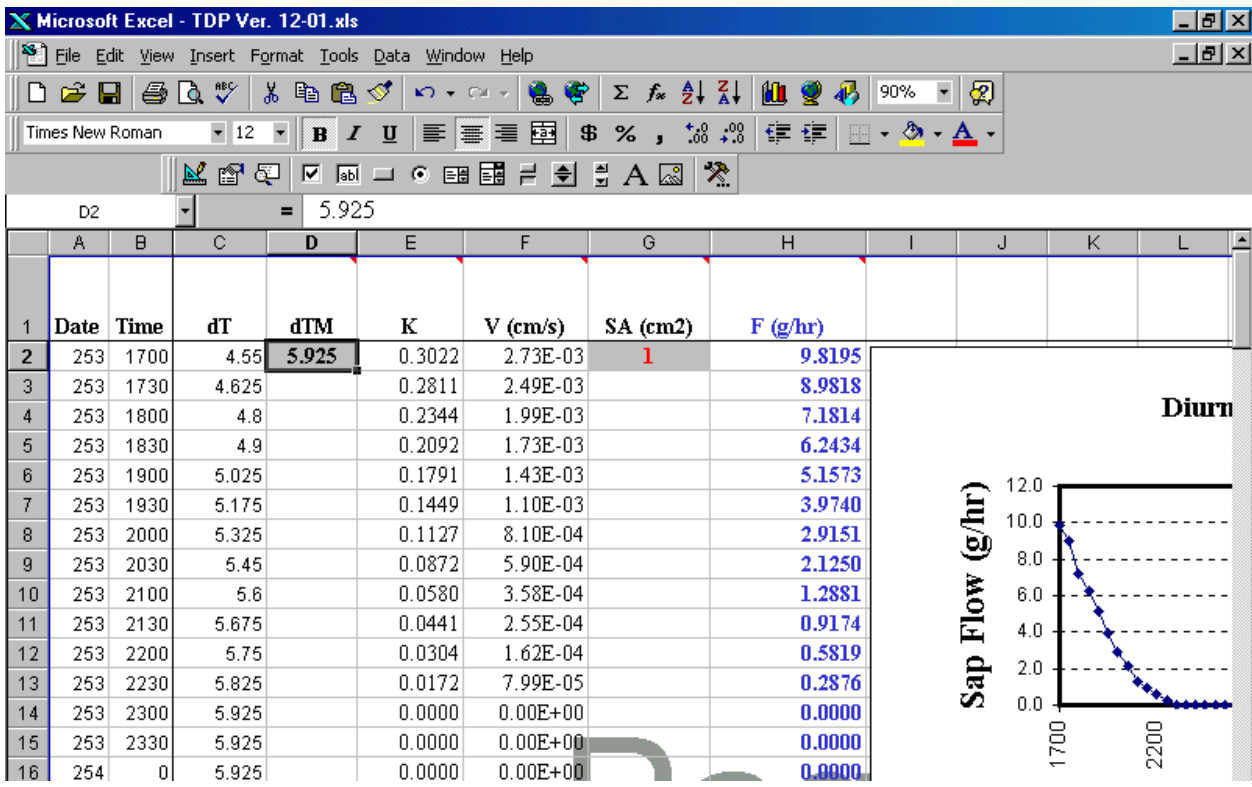 Microsoft Excel - TDP Ver. 12-01.xls
File Edit View Insert Format Tools Data Window Help
ABC Σ fx A Z Z A 90% ?
Times New Roman 12 B I U a $ % , .0 .00 .00 .0 A
abl A
D2 = 5.925
A B C D E F G H I J K L
1 Date Time dT dTM K V (cm/s) SA (cm2) F (g/hr)
2 253 1700 4.55 5.925 0.3022 2.73E-03 1 9.8195
3 253 1730 4.625 0.2811 2.49E-03 8.9818
4 253 1800 4.8 0.2344 1.99E-03 7.1814
5 253 1830 4.9 0.2092 1.73E-03 6.2434
6 253 1900 5.025 0.1791 1.43E-03 5.1573
7 253 1930 5.175 0.1449 1.10E-03 3.9740
8 253 2000 5.325 0.1127 8.10E-04 2.9151
9 253 2030 5.45 0.0872 5.90E-04 2.1250
10 253 2100 5.6 0.0580 3.58E-04 1.2881
11 253 2130 5.675 0.0441 2.55E-04 0.9174
12 253 2200 5.75 0.0304 1.62E-04 0.5819
13 253 2230 5.825 0.0172 7.99E-05 0.2876
14 253 2300 5.925 0.0000 0.00E+00 0.0000
15 253 2330 5.925 0.0000 0.00E+00 0.0000
16 254 0 5.925 0.0000 0.00E+00 0.0000
Diurn
Sap Flow (g/hr)
12.0
10.0
8.0
6.0
4.0
2.0
0.0
1700
2200